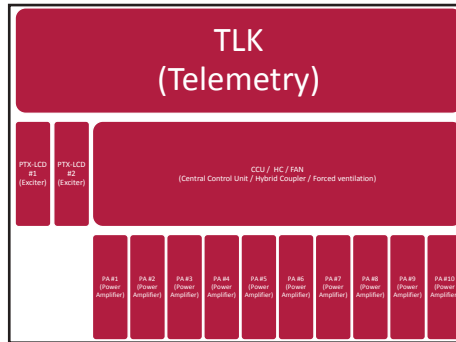 TLK
(Telemetry)
PTX-LCD
#1
(Exciter)
PTX-LCD
#2
(Exciter)
CCU / HC / FAN
(Central Control Unit / Hybrid Coupler / Forced ventilation)
PA #1
(Power
Amplifier)
PA #2
(Power
Amplifier)
PA #3
(Power
Amplifier)
PA #4
(Power
Amplifier)
PA #5
(Power
Amplifier)
PA #6
(Power
Amplifier)
PA #7
(Power
Amplifier)
PA #8
(Power
Amplifier)
PA #9
(Power
Amplifier)
PA #10
(Power
Amplifier)